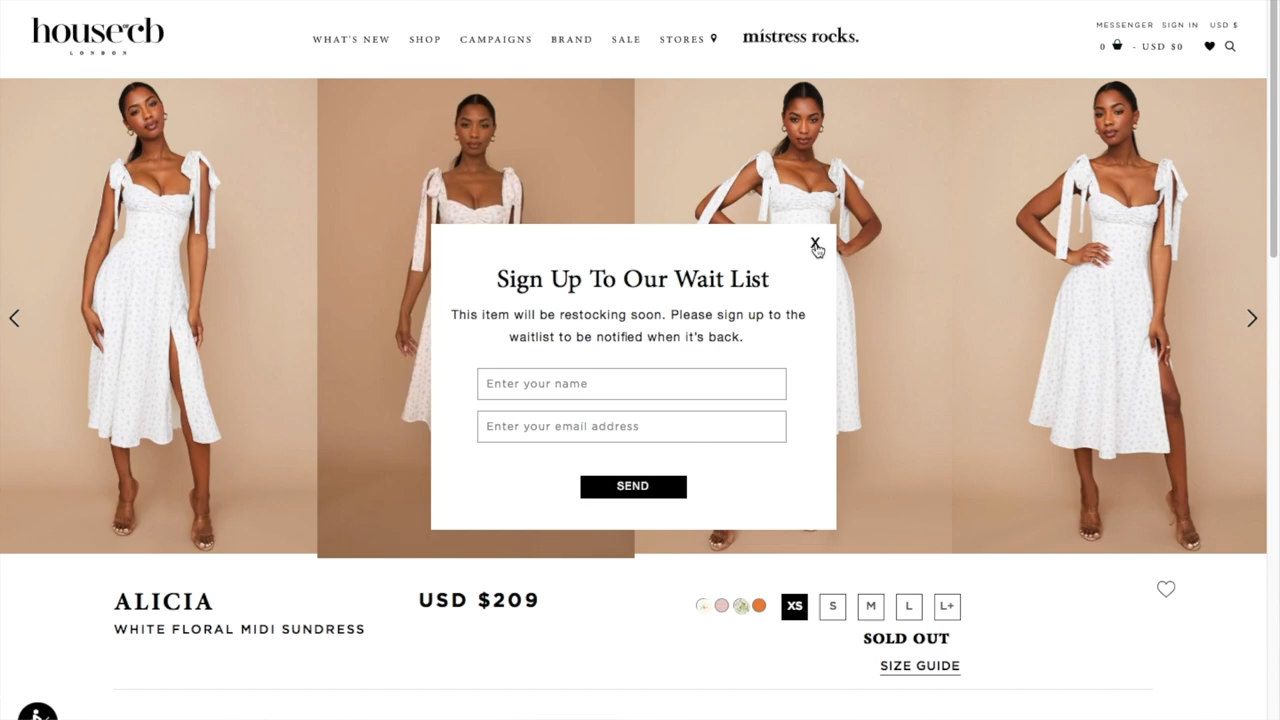 house of cb
LONDON
WHAT'S NEW SHOP CAMPAIGNS BRAND SALE STORES
mistress rocks.
MESSENGER SIGN IN USD $
0 - USD $0
X
Sign Up To Our Wait List
This item will be restocking soon. Please sign up to the
waitlist to be notified when it's back.
Enter your name
Enter your email address
SEND
ALICIA
WHITE FLORAL MIDI SUNDRESS
USD $209
XS S M L L+
SOLD OUT
SIZE GUIDE